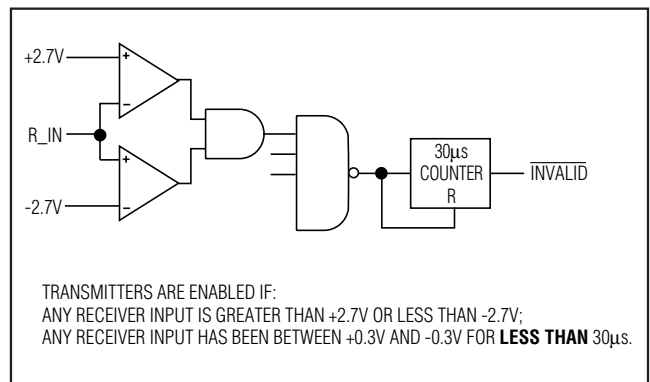 +2.7V
R_IN
-2.7V
+
-
+
-
30µs
COUNTER
R
INVALID
TRANSMITTERS ARE ENABLED IF:
ANY RECEIVER INPUT IS GREATER THAN +2.7V OR LESS THAN -2.7V;
ANY RECEIVER INPUT HAS BEEN BETWEEN +0.3V AND -0.3V FOR LESS THAN 30µs.